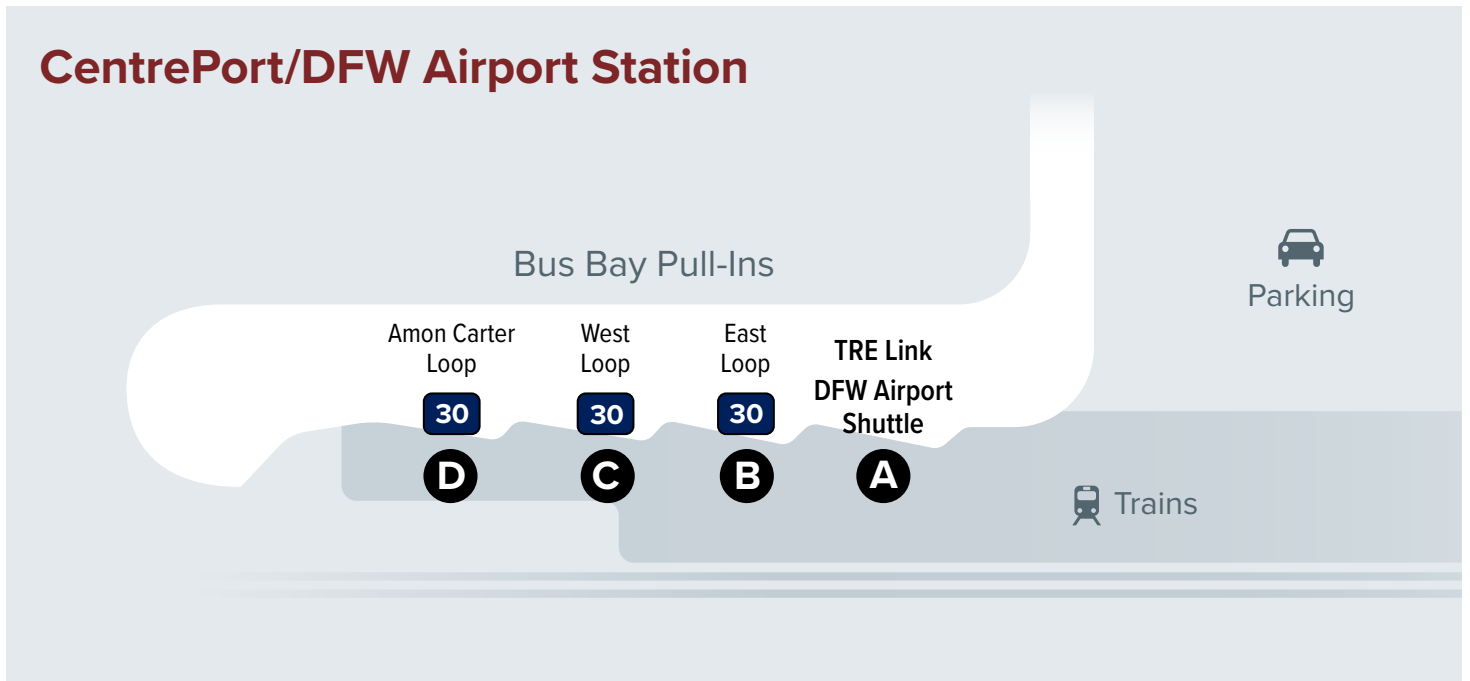 CentrePort/DFW Airport Station
Bus Bay Pull-Ins
Parking
Amon Carter
Loop
30
D
West
Loop
30
C
East
Loop
30
B
TRE Link
DFW Airport
Shuttle
A
Trains